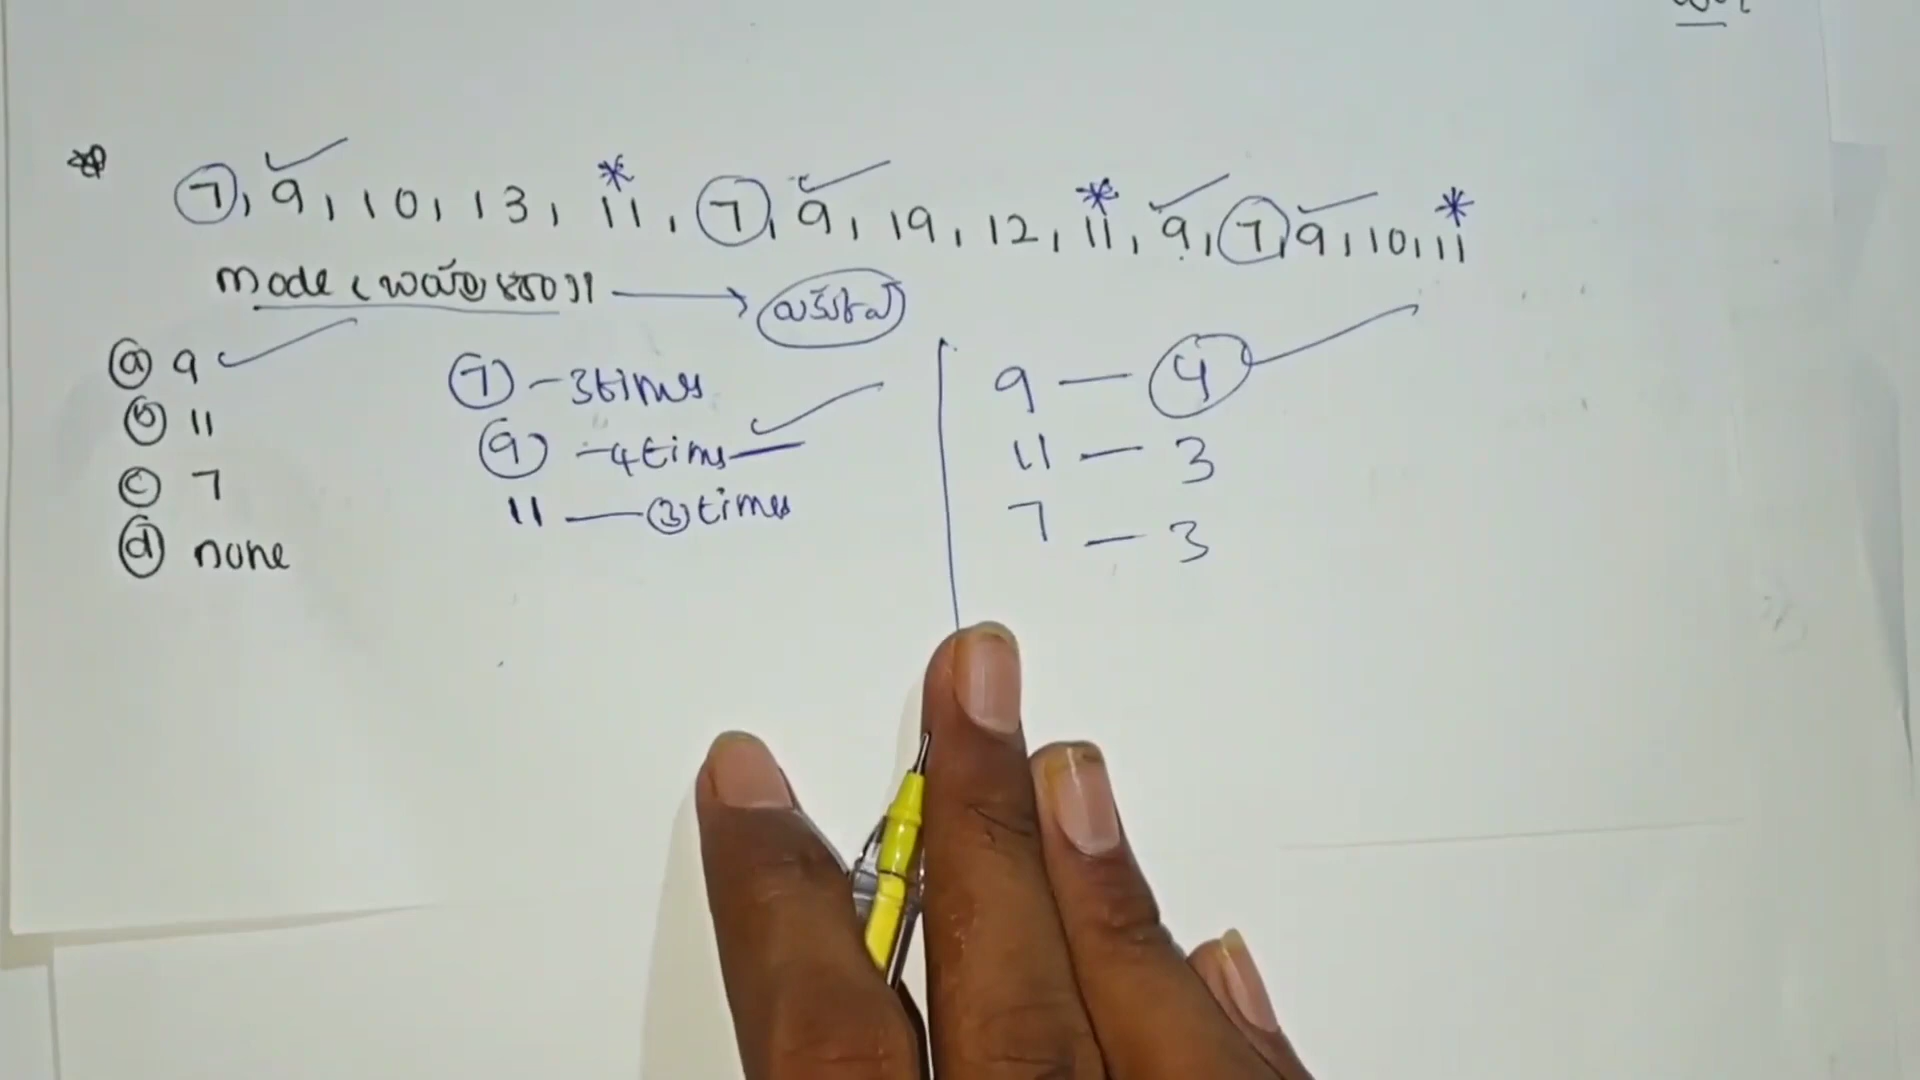 7, 9, 10, 13, 11, 7, 9, 19, 12, 11, 9, 7, 9, 10, 11
mode (
a 9
b 11
c 7
d none
7 - 3times
9 - 4tims
11 — 3times
9 — 4
11 — 3
7 — 3